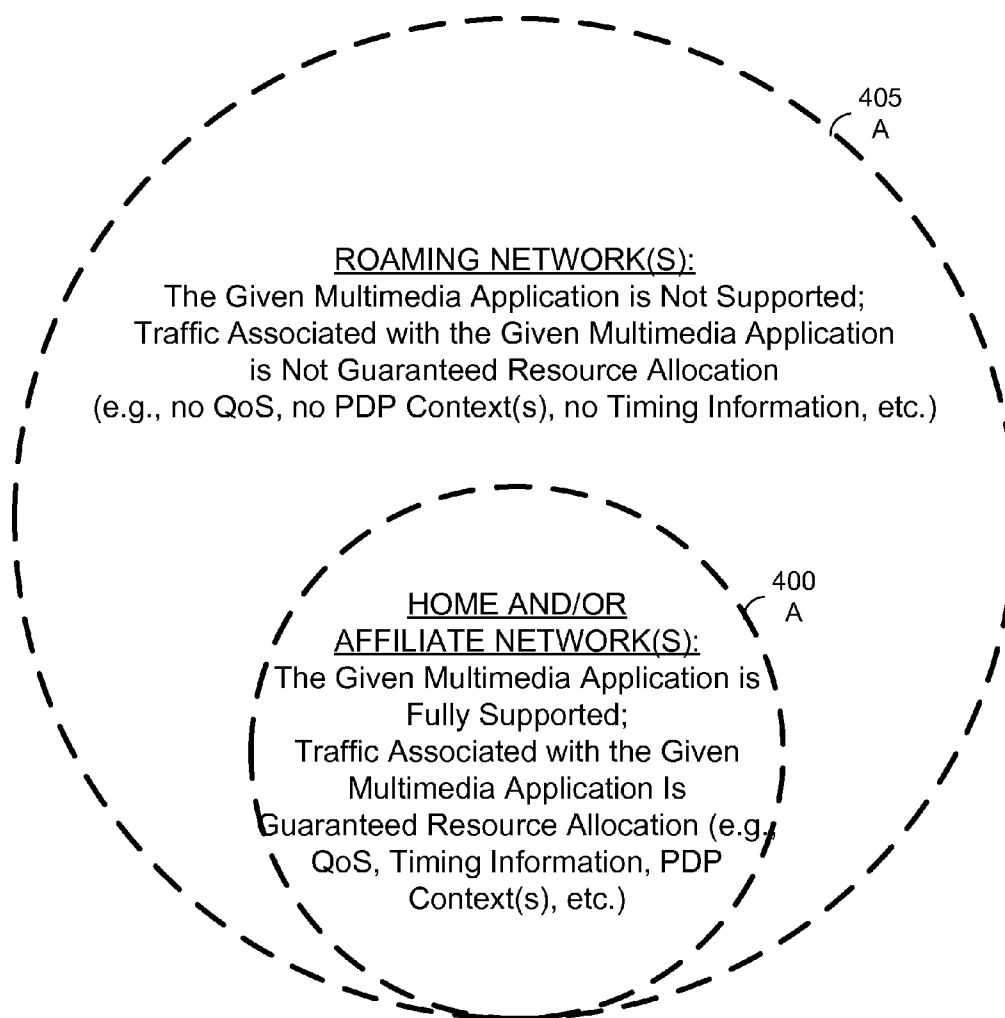 405
A
ROAMING NETWORK(S):
The Given Multimedia Application is Not Supported;
Traffic Associated with the Given Multimedia Application
is Not Guaranteed Resource Allocation
(e.g., no QoS, no PDP Context(s), no Timing Information, etc.)
400
A
HOME AND/OR
AFFILIATE NETWORK(S):
The Given Multimedia Application is
Fully Supported;
Traffic Associated with the Given
Multimedia Application Is
Guaranteed Resource Allocation (e.g.,
QoS, Timing Information, PDP
Context(s), etc.)